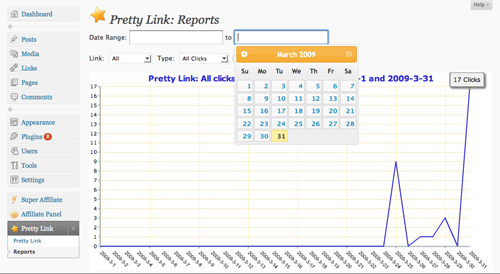 Help
Dashboard
Posts
Media
Links
Pages
Comments
Appearance
Plugins 2
Users
Tools
Settings
Super Affiliate
Affiliate Panel
Pretty Link
Pretty Link
Reports
Pretty Link: Reports
Date Range: to
Link: All Type: All Clicks
March 2009
Su Mo Tu We Th Fr Sa
1 2 3 4 5 6 7
8 9 10 11 12 13 14
15 16 17 18 19 20 21
22 23 24 25 26 27 28
29 30 31
Pretty Link: All clicks -1 and 2009-3-31
17 Clicks
17
16
15
14
13
12
11
10
9
8
7
6
5
4
3
2
1
0
2009-3-1 2009-3-2 2009-3-3 2009-3-4 2009-3-5 2009-3-6 2009-3-7 2009-3-8 2009-3-9 2009-3-10 2009-3-11 2009-3-12 2009-3-13 2009-3-14 2009-3-15 2009-3-16 2009-3-17 2009-3-18 2009-3-19 2009-3-20 2009-3-21 2009-3-22 2009-3-23 2009-3-24 2009-3-25 2009-3-26 2009-3-27 2009-3-28 2009-3-29 2009-3-30 2009-3-31